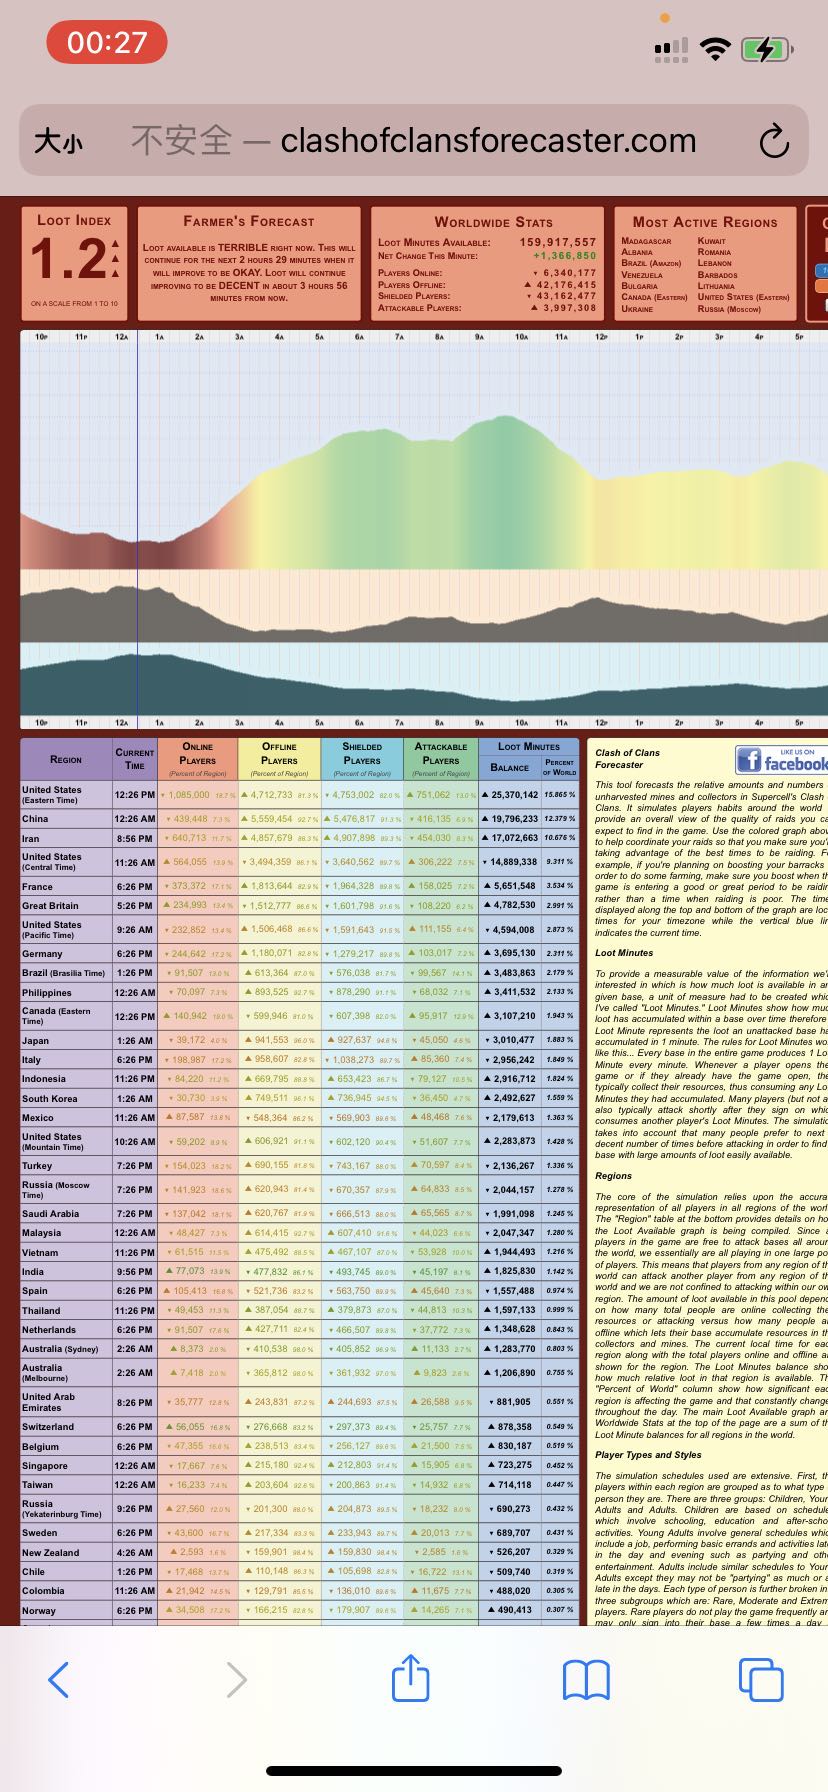 00:27
大小 不安全 — clashofclansforecaster.com
Loot Index
1.2
on a scale from 1 to 10
Farmer's Forecast
Loot available is TERRIBLE right now. This will
continue for the next 2 hours 29 minutes when it
will improve to be OKAY. Loot will continue
improving to be DECENT in about 3 hours 56
minutes from now.
Worldwide Stats
Loot Minutes Available: 159,917,557
Net Change This Minute: +1,366,850
Players Online: ▼ 6,340,177
Players Offline: ▲ 42,176,415
Shielded Players: ▼ 43,162,477
Attackable Players: ▲ 3,997,308
Most Active Regions
Madagascar Kuwait
Albania Romania
Brazil (Amazon) Lebanon
Venezuela Barbados
Bulgaria Lithuania
Canada (Eastern) United States (Eastern)
Ukraine Russia (Moscow)
10p 11p 12a 1a 2a 3a 4a 5a 6a 7a 8a 9a 10a 11a 12p 1p 2p 3p 4p 5p
10p 11p 12a 1a 2a 3a 4a 5a 6a 7a 8a 9a 10a 11a 12p 1p 2p 3p 4p 5p
Region Current Time Online Players (Percent of Region) Offline Players (Percent of Region) Shielded Players (Percent of Region) Attackable Players (Percent of Region) Loot Minutes Balance Percent of World
United States (Eastern Time) 12:26 PM ▼ 1,085,000 18.7 % ▲ 4,712,733 81.3 % ▼ 4,753,002 82.0 % ▲ 751,062 13.0 % ▲ 25,370,142 15.865 %
China 12:26 AM ▼ 439,448 7.3 % ▲ 5,559,454 92.7 % ▲ 5,476,817 91.3 % ▼ 416,135 6.9 % ▲ 19,796,233 12.379 %
Iran 8:56 PM ▼ 640,713 11.7 % ▲ 4,857,679 88.3 % ▲ 4,907,898 89.3 % ▲ 454,030 8.3 % ▲ 17,072,663 10.676 %
United States (Central Time) 11:26 AM ▲ 564,055 13.9 % ▼ 3,494,359 86.1 % ▼ 3,640,562 89.7 % ▲ 306,222 7.5 % ▼ 14,889,338 9.311 %
France 6:26 PM ▼ 373,372 17.1 % ▲ 1,813,644 82.9 % ▼ 1,964,328 89.8 % ▲ 158,025 7.2 % ▲ 5,651,548 3.534 %
Great Britain 5:26 PM ▲ 234,993 13.4 % ▼ 1,512,777 86.6 % ▼ 1,601,798 91.6 % ▼ 108,220 6.2 % ▲ 4,782,530 2.991 %
United States (Pacific Time) 9:26 AM ▼ 232,852 13.4 % ▲ 1,506,468 86.6 % ▼ 1,591,643 91.5 % ▲ 111,155 6.4 % ▼ 4,594,008 2.873 %
Germany 6:26 PM ▼ 244,642 17.2 % ▲ 1,180,071 82.8 % ▼ 1,279,217 89.8 % ▲ 103,017 7.2 % ▲ 3,695,130 2.311 %
Brazil (Brasilia Time) 1:26 PM ▼ 91,507 13.0 % ▲ 613,364 87.0 % ▼ 576,038 81.7 % ▲ 99,567 14.1 % ▲ 3,483,863 2.179 %
Philippines 12:26 AM ▼ 70,097 7.3 % ▲ 893,525 92.7 % ▼ 878,290 91.1 % ▲ 68,032 7.1 % ▲ 3,411,532 2.133 %
Canada (Eastern Time) 12:26 PM ▲ 140,942 19.0 % ▼ 599,946 81.0 % ▼ 607,398 82.0 % ▲ 95,917 12.9 % ▲ 3,107,210 1.943 %
Japan 1:26 AM ▼ 39,172 4.0 % ▲ 941,553 96.0 % ▲ 927,637 94.6 % ▼ 45,050 4.6 % ▼ 3,010,477 1.883 %
Italy 6:26 PM ▼ 198,987 17.2 % ▲ 958,607 82.8 % ▼ 1,038,273 89.7 % ▲ 85,360 7.4 % ▼ 2,956,242 1.849 %
Indonesia 11:26 PM ▼ 84,220 11.2 % ▲ 669,795 88.8 % ▲ 653,423 86.7 % ▼ 79,127 10.5 % ▲ 2,916,712 1.824 %
South Korea 1:26 AM ▼ 30,730 3.9 % ▲ 749,511 96.1 % ▲ 736,945 94.5 % ▼ 36,450 4.7 % ▲ 2,492,627 1.559 %
Mexico 11:26 AM ▲ 87,587 13.8 % ▼ 548,364 86.2 % ▼ 569,903 89.6 % ▲ 48,468 7.6 % ▼ 2,179,613 1.363 %
United States (Mountain Time) 10:26 AM ▼ 59,202 8.9 % ▲ 606,921 91.1 % ▼ 602,120 90.4 % ▲ 51,607 7.7 % ▲ 2,283,873 1.428 %
Turkey 7:26 PM ▼ 154,023 18.2 % ▲ 690,155 81.8 % ▼ 743,167 88.0 % ▲ 70,597 8.4 % ▲ 2,136,267 1.336 %
Russia (Moscow Time) 7:26 PM ▼ 141,923 18.6 % ▲ 620,943 81.4 % ▼ 670,357 87.9 % ▲ 64,833 8.5 % ▼ 2,044,157 1.278 %
Saudi Arabia 7:26 PM ▼ 137,042 18.1 % ▲ 620,767 81.9 % ▼ 666,513 88.0 % ▲ 65,565 8.7 % ▼ 1,991,098 1.245 %
Malaysia 12:26 AM ▼ 48,427 7.3 % ▲ 614,415 92.7 % ▲ 607,410 91.6 % ▼ 44,023 6.6 % ▼ 2,047,347 1.280 %
Vietnam 11:26 PM ▼ 61,515 11.5 % ▲ 475,492 88.5 % ▲ 467,107 87.0 % ▼ 53,928 10.0 % ▲ 1,944,493 1.216 %
India 9:56 PM ▲ 77,073 13.9 % ▼ 477,832 86.1 % ▼ 493,745 89.0 % ▲ 45,197 8.1 % ▲ 1,825,830 1.142 %
Spain 6:26 PM ▲ 105,413 16.8 % ▼ 521,736 83.2 % ▼ 563,750 89.9 % ▲ 45,640 7.3 % ▼ 1,557,488 0.974 %
Thailand 11:26 PM ▼ 49,453 11.3 % ▲ 387,054 88.7 % ▲ 379,873 87.0 % ▼ 44,813 10.3 % ▲ 1,597,133 0.999 %
Netherlands 6:26 PM ▼ 91,507 17.6 % ▲ 427,711 82.4 % ▼ 466,507 89.8 % ▲ 37,772 7.3 % ▲ 1,348,628 0.843 %
Australia (Sydney) 2:26 AM ▲ 8,373 2.0 % ▼ 410,538 98.0 % ▼ 405,852 96.9 % ▲ 11,133 2.7 % ▲ 1,283,770 0.803 %
Australia (Melbourne) 2:26 AM ▼ 7,418 2.0 % ▲ 365,812 98.0 % ▼ 361,932 97.0 % ▲ 9,823 2.6 % ▲ 1,206,890 0.755 %
United Arab Emirates 8:26 PM ▼ 35,777 12.8 % ▲ 243,831 87.2 % ▲ 244,693 87.5 % ▼ 26,588 9.5 % ▼ 881,905 0.551 %
Switzerland 6:26 PM ▲ 56,055 16.8 % ▼ 276,668 83.2 % ▼ 297,373 89.4 % ▲ 25,757 7.7 % ▲ 878,358 0.549 %
Belgium 6:26 PM ▼ 47,355 16.6 % ▲ 238,513 83.4 % ▼ 256,127 89.6 % ▲ 21,500 7.5 % ▲ 830,187 0.519 %
Singapore 12:26 AM ▼ 17,667 7.6 % ▲ 215,180 92.4 % ▲ 212,803 91.4 % ▼ 15,905 6.8 % ▲ 723,275 0.452 %
Taiwan 12:26 AM ▼ 16,233 7.4 % ▲ 203,604 92.6 % ▼ 200,863 91.4 % ▲ 14,932 6.8 % ▲ 714,118 0.447 %
Russia (Yekaterinburg Time) 9:26 PM ▲ 27,560 12.0 % ▼ 201,300 88.0 % ▼ 204,873 89.5 % ▲ 18,232 8.0 % ▼ 690,273 0.432 %
Sweden 6:26 PM ▼ 43,600 16.7 % ▲ 217,334 83.3 % ▼ 233,943 89.7 % ▲ 20,013 7.7 % ▼ 689,707 0.431 %
New Zealand 4:26 AM ▲ 2,593 1.6 % ▼ 159,901 98.4 % ▼ 159,830 98.4 % ▲ 2,585 1.6 % ▼ 526,207 0.329 %
Chile 1:26 PM ▼ 17,468 13.7 % ▲ 110,148 86.3 % ▲ 105,698 82.8 % ▲ 16,722 13.1 % ▼ 509,740 0.319 %
Colombia 11:26 AM ▲ 21,942 14.5 % ▼ 129,791 85.5 % ▼ 136,010 89.6 % ▲ 11,675 7.7 % ▼ 488,020 0.305 %
Norway 6:26 PM ▲ 34,508 17.2 % ▼ 166,215 82.8 % ▼ 179,907 89.6 % ▲ 14,265 7.1 % ▲ 490,413 0.307 %
Clash of Clans
Forecaster
LIKE US ON
facebook
This tool forecasts the relative amounts and numbers
unharvested mines and collectors in Supercell's Clash
Clans. It simulates players around the world
provide an overall view of the quality of raids you ca
expect to find in the game. Use the colored graph abov
to help coordinate your raids so that you make sure you'r
taking advantage of the best times to be raiding. Fo
example, if you're planning on boosting your barracks
order to do some farming, make sure you boost when th
game is entering a good or great period to be raidin
rather than a time when raiding is poor. The time
displayed along the top and bottom of the graph are loc
times for your timezone while the vertical blue lin
indicates the current time.
Loot Minutes
To provide a measurable value of the information we'r
interested in which is how much loot is available in an
given base, a unit of measure had to be created whic
I've called "Loot Minutes." Loot Minutes show how muc
loot has accumulated within a base over time therefore
Loot Minute represents the loot an unattacked base ha
accumulated in 1 minute. The rules for Loot Minutes wo
like this... Every base in the entire game produces 1 Lo
Minute every minute. Whenever a player opens the
game or if they already have the game open, the
typically collect their resources, thus consuming any Lo
Minutes they had accumulated. Many players (but not a
also typically attack shortly after they sign on whic
consumes another player's Loot Minutes. The simulatio
takes into account that many people prefer to next
decent number of times before attacking in order to find
base with large amounts of loot easily available.
Regions
The core of the simulation relies upon the accura
representation of all players in all regions of the worl
The "Region" table at the bottom provides details on ho
the Loot Available graph is being compiled. Since a
players are free to attack bases all arou
the world, we essentially are all playing in one large po
of players. This means that players from any region of th
world can attack another player from any region of th
world and we are not confined to attacking within our ow
region. The amount of loot available in this pool depend
on how many total people are online collecting the
resources or attacking versus how many people a
offline which lets their base accumulate resources in th
collectors and mines. The current local time for eac
region along with the total players online and offline a
shown for the region. The Loot Minutes balance sho
how much relative loot in that region is available. Th
"Percent of World" column show how significant eac
region is affecting the game and that constantly change
throughout the day. The main Loot Available graph an
Worldwide Stats at the top of the page are a sum of th
Loot Minute balances for all regions in the world.
Player Types and Styles
The simulation schedules used are extensive. First, th
players within each region are grouped as to what type
person they are. There are three groups: Children, Youn
Adults and Adults. Children are based on schedule
which involve schooling, education and after-scho
activities. Young Adults involve general schedules whic
include a job, performing basic errands and activities late
in the day and evening such as partying and othe
entertainment. Adults include similar schedules to Youn
Adults except they may not be "partying" as much or s
late in the days. Each type of person is further broken in
three subgroups which are: Rare, Moderate and Extrem
players. Rare players do not play the game frequently an
may only sign into their base a few times a day